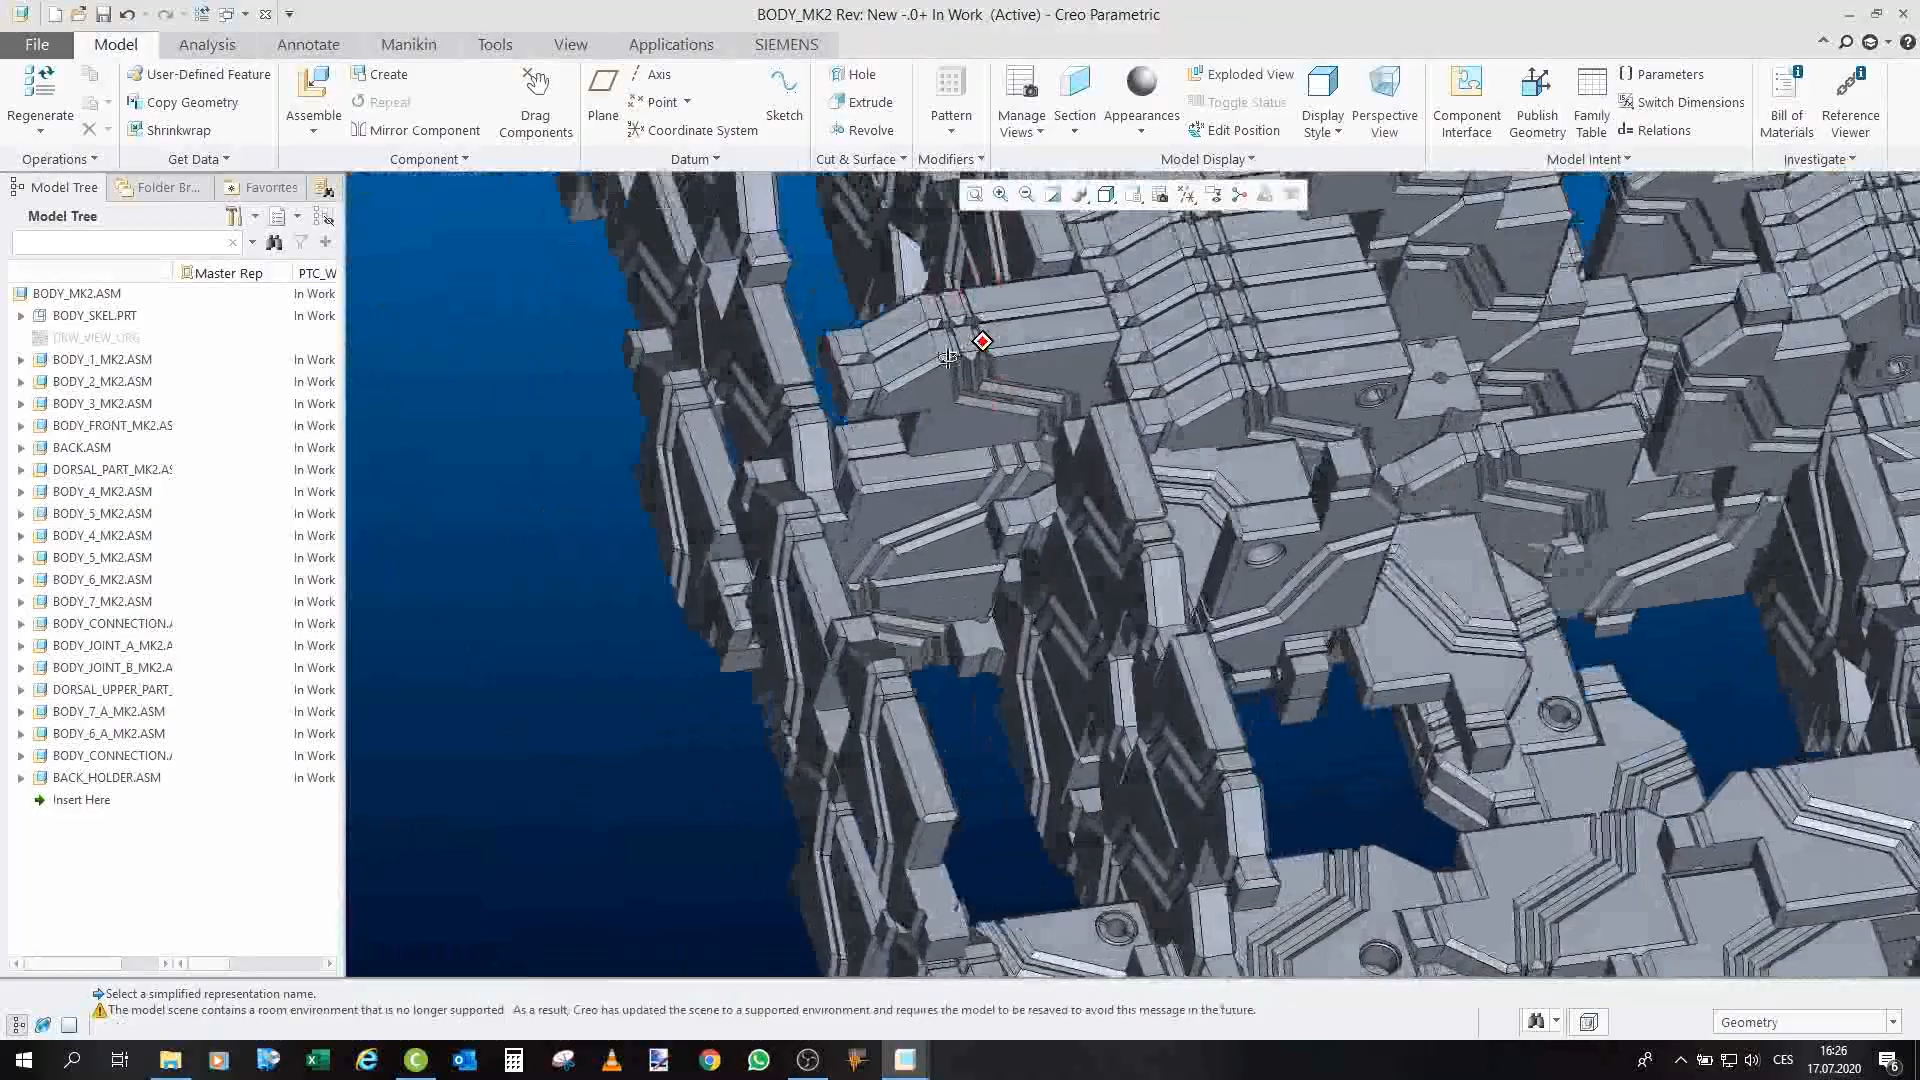 BODY_MK2 Rev: New -.0+ In Work (Active) - Creo Parametric
File Model Analysis Annotate Manikin Tools View Applications SIEMENS
Regenerate
Operations
User-Defined Feature
Copy Geometry
Shrinkwrap
Get Data
Assemble
Create
Repeat
Mirror Component
Drag
Components
Component
Plane
Axis
Point
Coordinate System
Sketch
Datum
Hole
Extrude
Revolve
Cut & Surface
Pattern
Modifiers
Manage
Views
Section
Appearances
Exploded View
Toggle Status
Edit Position
Display
Style
Perspective
View
Model Display
Component
Interface
Publish
Geometry
Family
Table
Parameters
Switch Dimensions
Relations
Model Intent
Bill of
Materials
Reference
Viewer
Investigate
Model Tree Folder Br... Favorites
Model Tree
Master Rep PTC_W
BODY_MK2.ASM In Work
BODY_SKEL.PRT In Work
BODY_1_MK2.ASM In Work
BODY_2_MK2.ASM In Work
BODY_3_MK2.ASM In Work
BODY_FRONT_MK2.AS In Work
BACK.ASM In Work
DORSAL_PART_MK2.AS In Work
BODY_4_MK2.ASM In Work
BODY_5_MK2.ASM In Work
BODY_4_MK2.ASM In Work
BODY_5_MK2.ASM In Work
BODY_6_MK2.ASM In Work
BODY_7_MK2.ASM In Work
BODY_CONNECTION.A In Work
BODY_JOINT_A_MK2.A In Work
BODY_JOINT_B_MK2.A In Work
DORSAL_UPPER_PART_ In Work
BODY_7_A_MK2.ASM In Work
BODY_6_A_MK2.ASM In Work
BODY_CONNECTION.A In Work
BACK_HOLDER.ASM In Work
Insert Here
Select a simplified representation name.
The model scene contains a room environment that is no longer supported As a result, Creo has updated the scene to a supported environment and requires the model to be resaved to avoid this message in the future.
Geometry
CES
16:26
17.07.2020
6